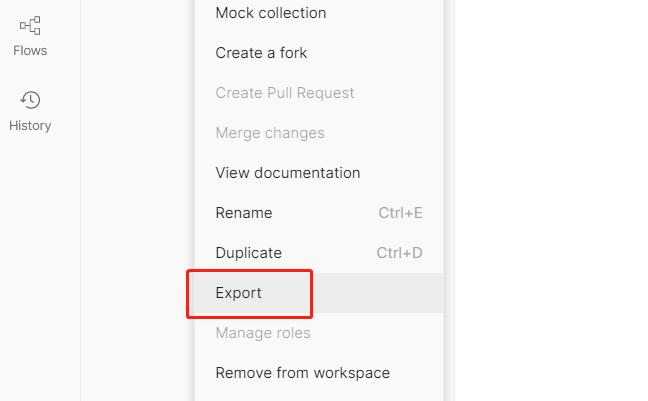 Flows
History
Mock collection
Create a fork
Create Pull Request
Merge changes
View documentation
Rename Ctrl+E
Duplicate Ctrl+D
Export
Manage roles
Remove from workspace